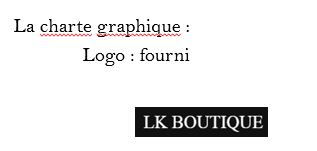 La charte graphique :
Logo : fourni
LK BOUTIQUE